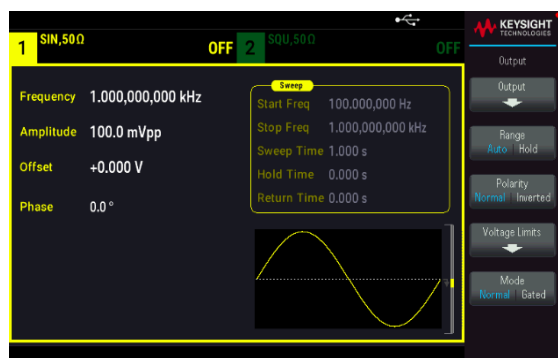 KEYSIGHT
TECHNOLOGIES
1 SIN,50Ω OFF 2 SQU,50Ω OFF
Output
Frequency 1.000,000,000 kHz
Amplitude 100.0 mVpp
Offset +0.000 V
Phase 0.0 °
Sweep
Start Freq 100.000,000 Hz
Stop Freq 1.000,000,000 kHz
Sweep Time 1.000 s
Hold Time 0.000 s
Return Time 0.000 s
Output
Range
Auto Hold
Polarity
Normal Inverted
Voltage Limits
Mode
Normal Gated